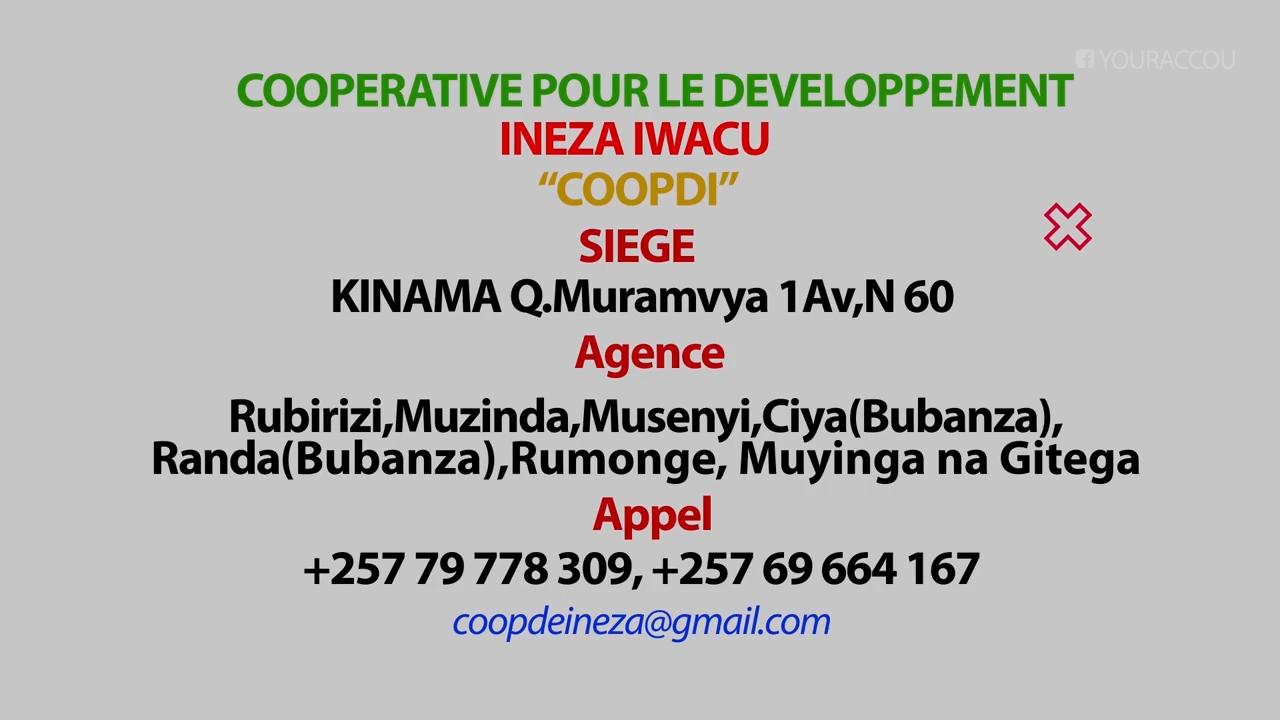 YOURACCOU
COOPERATIVE POUR LE DEVELOPPEMENT
INEZA IWACU
“COOPDI”
SIEGE
KINAMA Q.Muramvya 1Av,N 60
Agence
Rubirizi,Muzinda,Musenyi,Ciya(Bubanza),
Randa(Bubanza),Rumonge, Muyinga na Gitega
Appel
+257 79 778 309, +257 69 664 167
coopdeineza@gmail.com